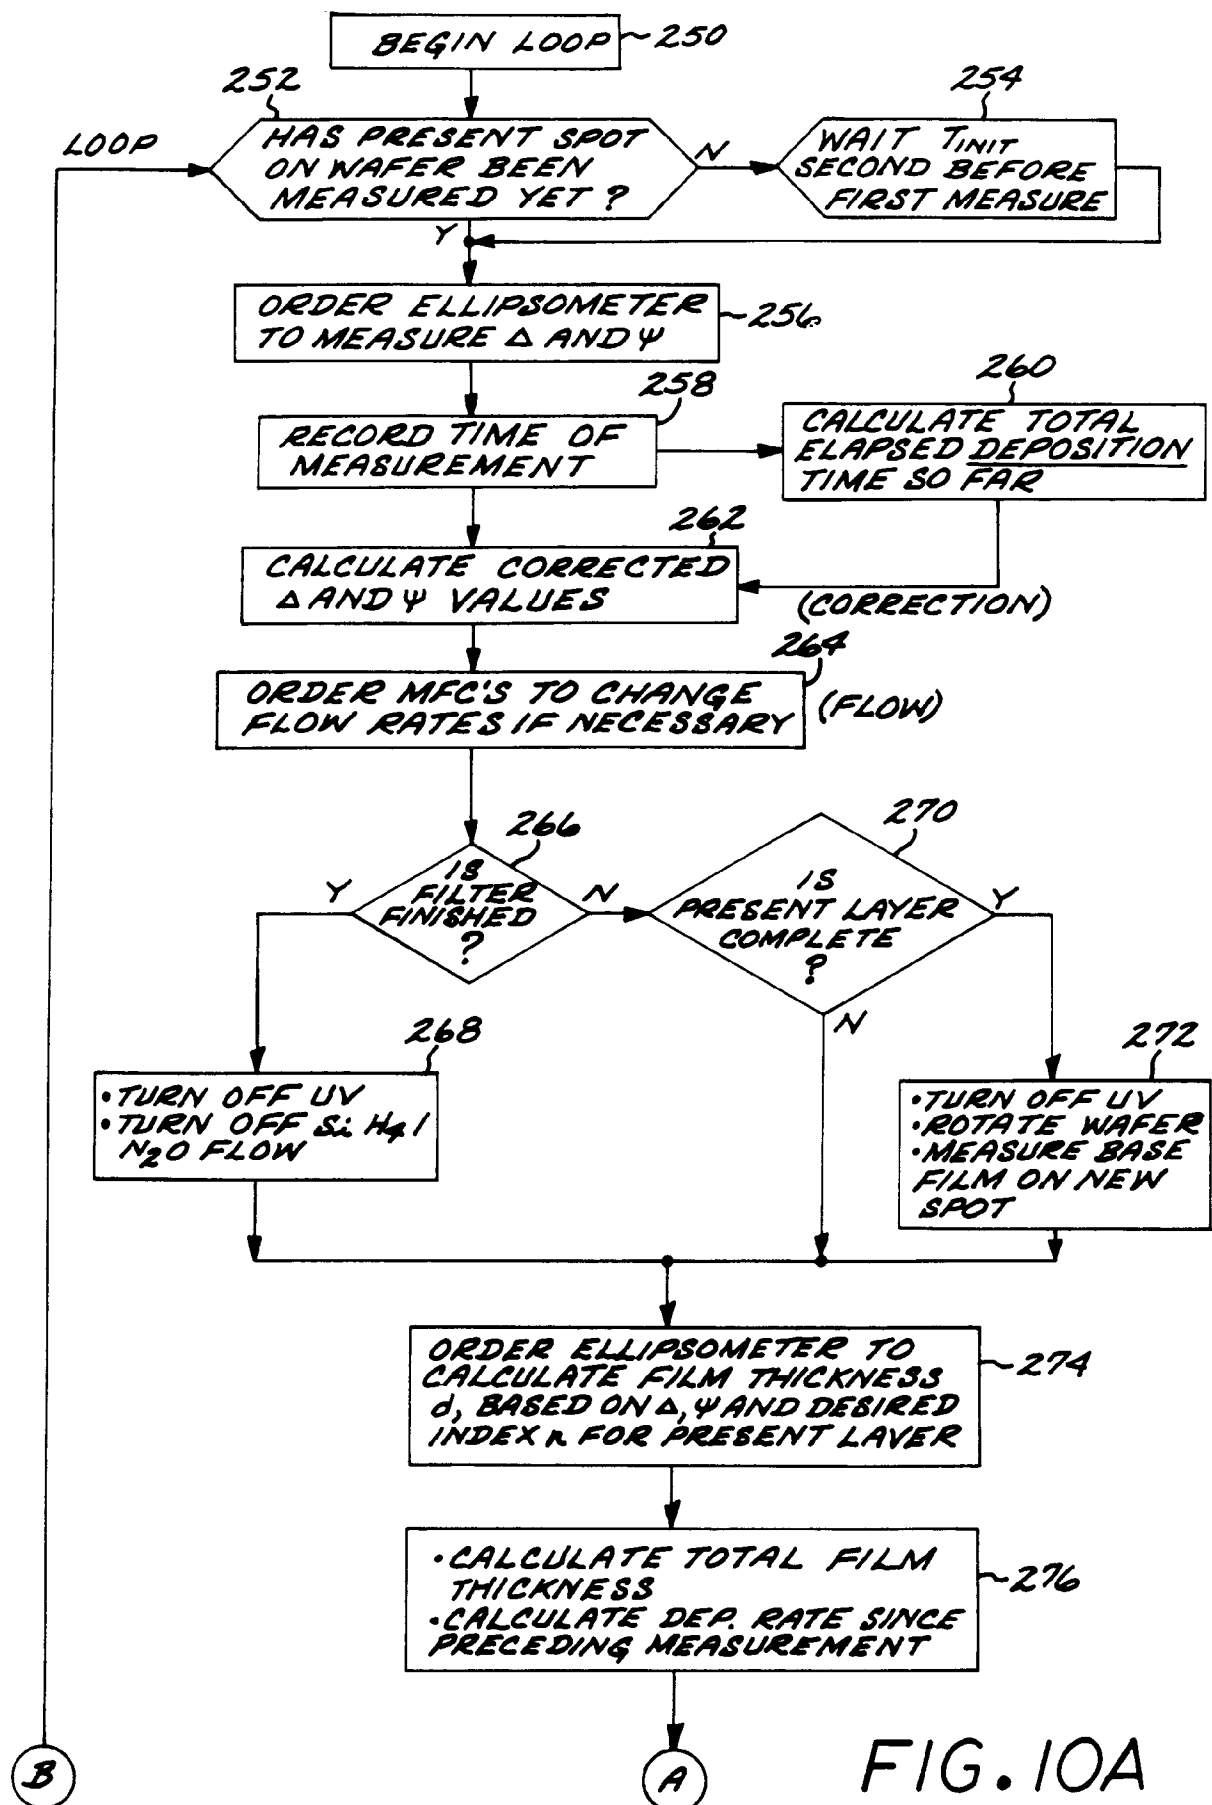 BEGIN LOOP
250
252
254
LOOP
HAS PRESENT SPOT
ON WAFER BEEN
MEASURED YET ?
N
WAIT TINIT
SECOND BEFORE
FIRST MEASURE
Y
ORDER ELLIPSOMETER
TO MEASURE Δ AND Ψ
256
258
260
RECORD TIME OF
MEASUREMENT
CALCULATE TOTAL
ELAPSED DEPOSITION
TIME SO FAR
262
CALCULATE CORRECTED
Δ AND Ψ VALUES
(CORRECTION)
264
ORDER MFC'S TO CHANGE
FLOW RATES IF NECESSARY
(FLOW)
266
270
Y
IS
FILTER
FINISHED
?
N
IS
PRESENT LAYER
COMPLETE
?
Y
N
268
272
•TURN OFF UV
•TURN OFF Si H4 /
N2O FLOW
•TURN OFF UV
•ROTATE WAFER
•MEASURE BASE
FILM ON NEW
SPOT
ORDER ELLIPSOMETER TO
CALCULATE FILM THICKNESS
d, BASED ON Δ, Ψ AND DESIRED
INDEX n FOR PRESENT LAYER
274
•CALCULATE TOTAL FILM
THICKNESS
•CALCULATE DEP. RATE SINCE
PRECEDING MEASUREMENT
276
B
A
FIG. 10A